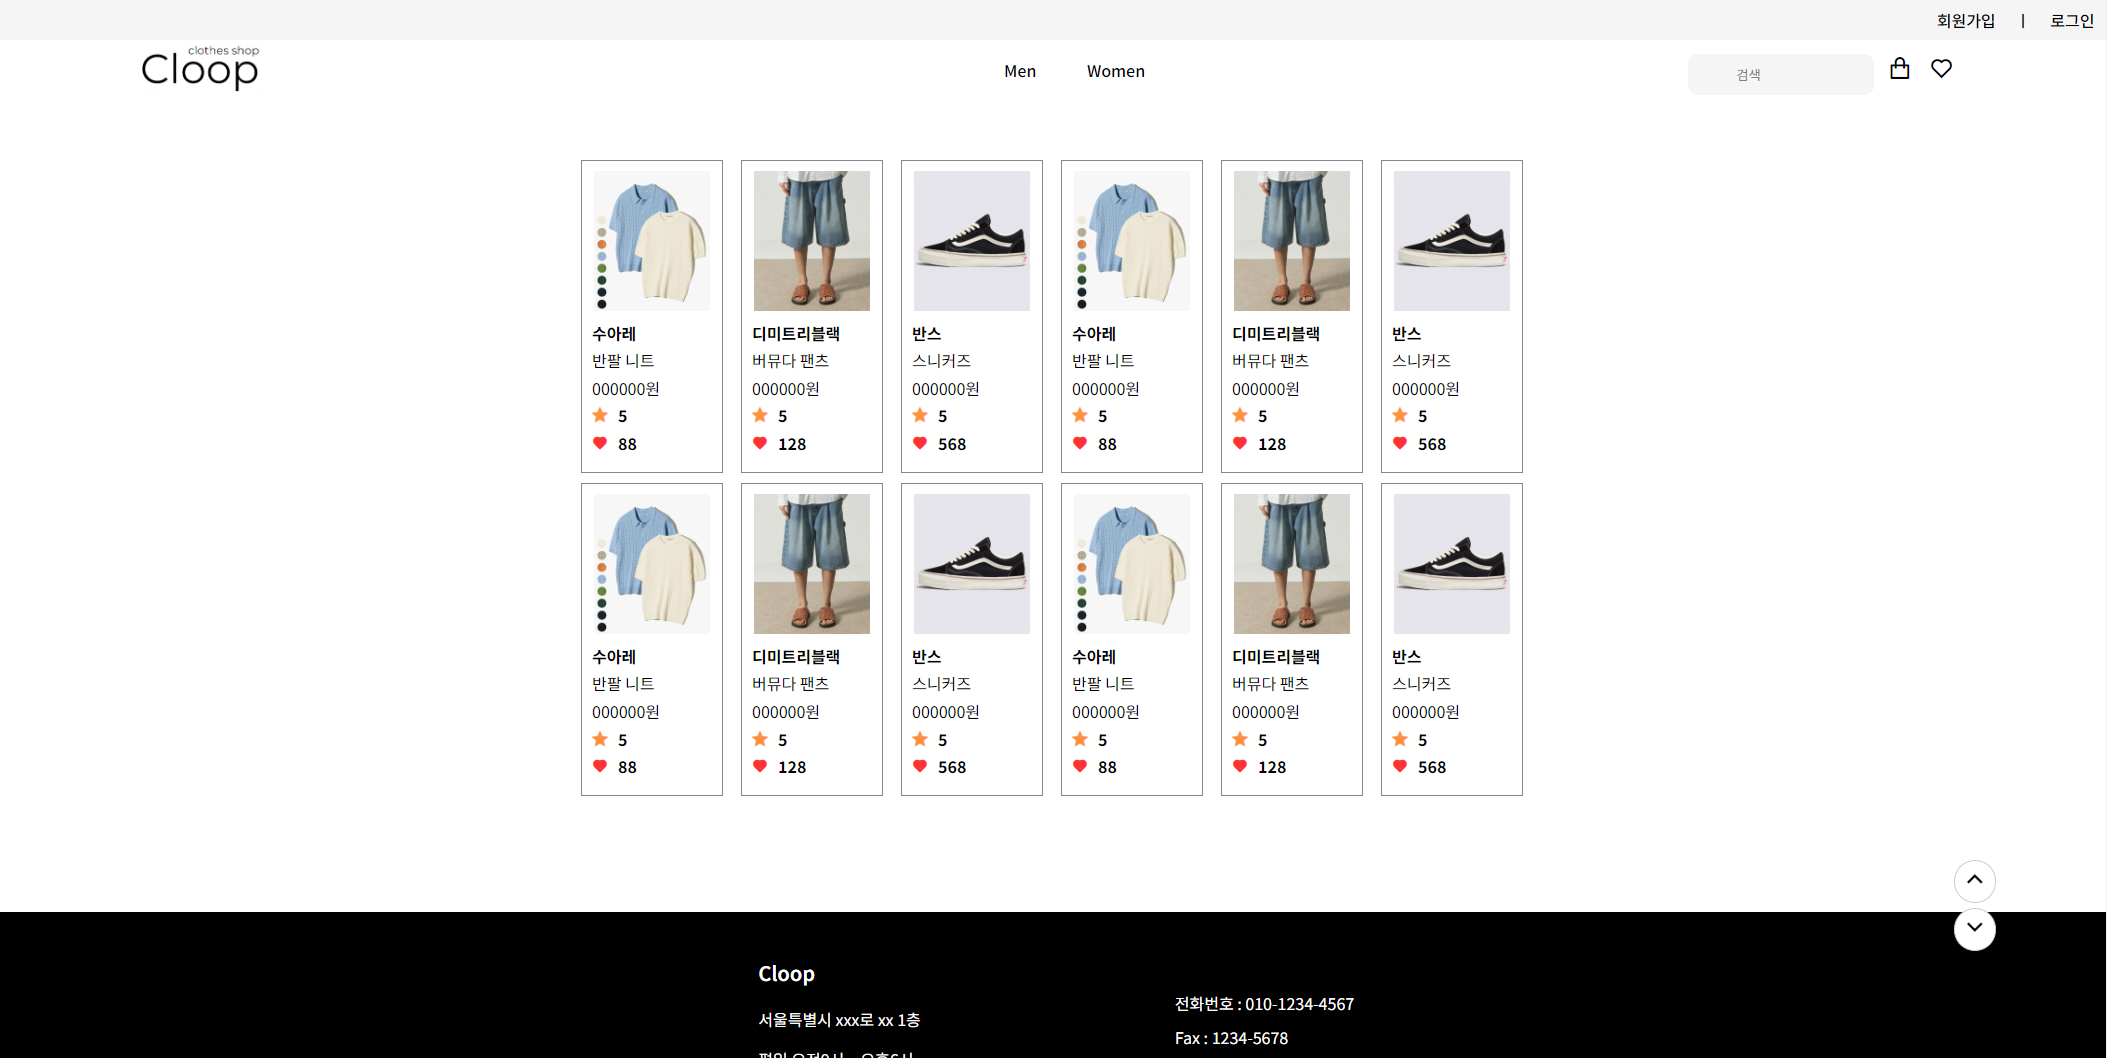 회원가입 | 로그인
clothes shop
Cloop
Men Women
검색
수아레 디미트리블랙 반스 수아레 디미트리블랙 반스
반팔 니트 버뮤다 팬츠 스니커즈 반팔 니트 버뮤다 팬츠 스니커즈
000000원 000000원 000000원 000000원 000000원 000000원
5 5 5 5 5 5
88 128 568 88 128 568
수아레 디미트리블랙 반스 수아레 디미트리블랙 반스
반팔 니트 버뮤다 팬츠 스니커즈 반팔 니트 버뮤다 팬츠 스니커즈
000000원 000000원 000000원 000000원 000000원 000000원
5 5 5 5 5 5
88 128 568 88 128 568
Cloop
서울특별시 xxx로 xx 1층
전화번호 : 010-1234-4567
Fax : 1234-5678